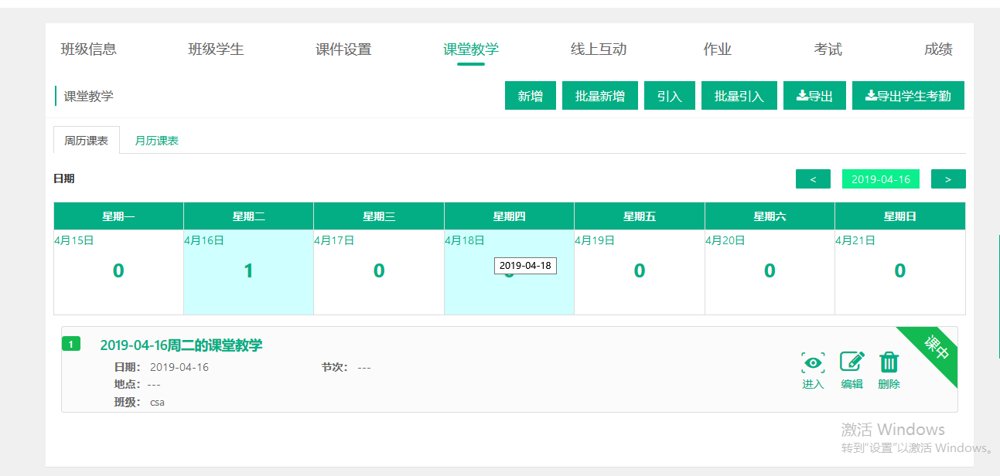 班级信息 班级学生 课件设置 课堂教学 线上互动 作业 考试 成绩
课堂教学 新增 批量新增 引入 批量引入 导出 导出学生考勤
周历课表 月历课表
日期 < 2019-04-16 >
星期一 星期二 星期三 星期四 星期五 星期六 星期日
4月15日 4月16日 4月17日 4月18日 4月19日 4月20日 4月21日
2019-04-18
0 1 0 0 0 0
1 2019-04-16周二的课堂教学 课中
日期： 2019-04-16 节次： ---
地点： ---
班级： csa
进入 编辑 删除
激活 Windows
转到"设置"以激活 Windows。